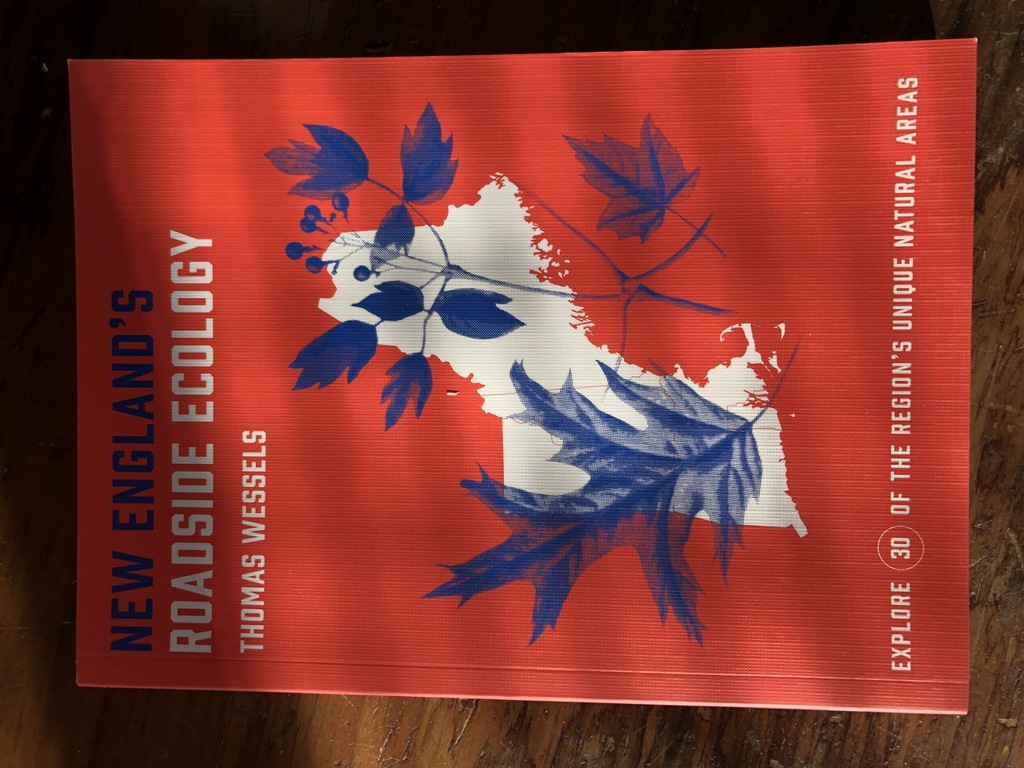 NEW ENGLAND'S
ROADSIDE ECOLOGY
THOMAS WESSELS
EXPLORE 30 OF THE REGION'S UNIQUE NATURAL AREAS